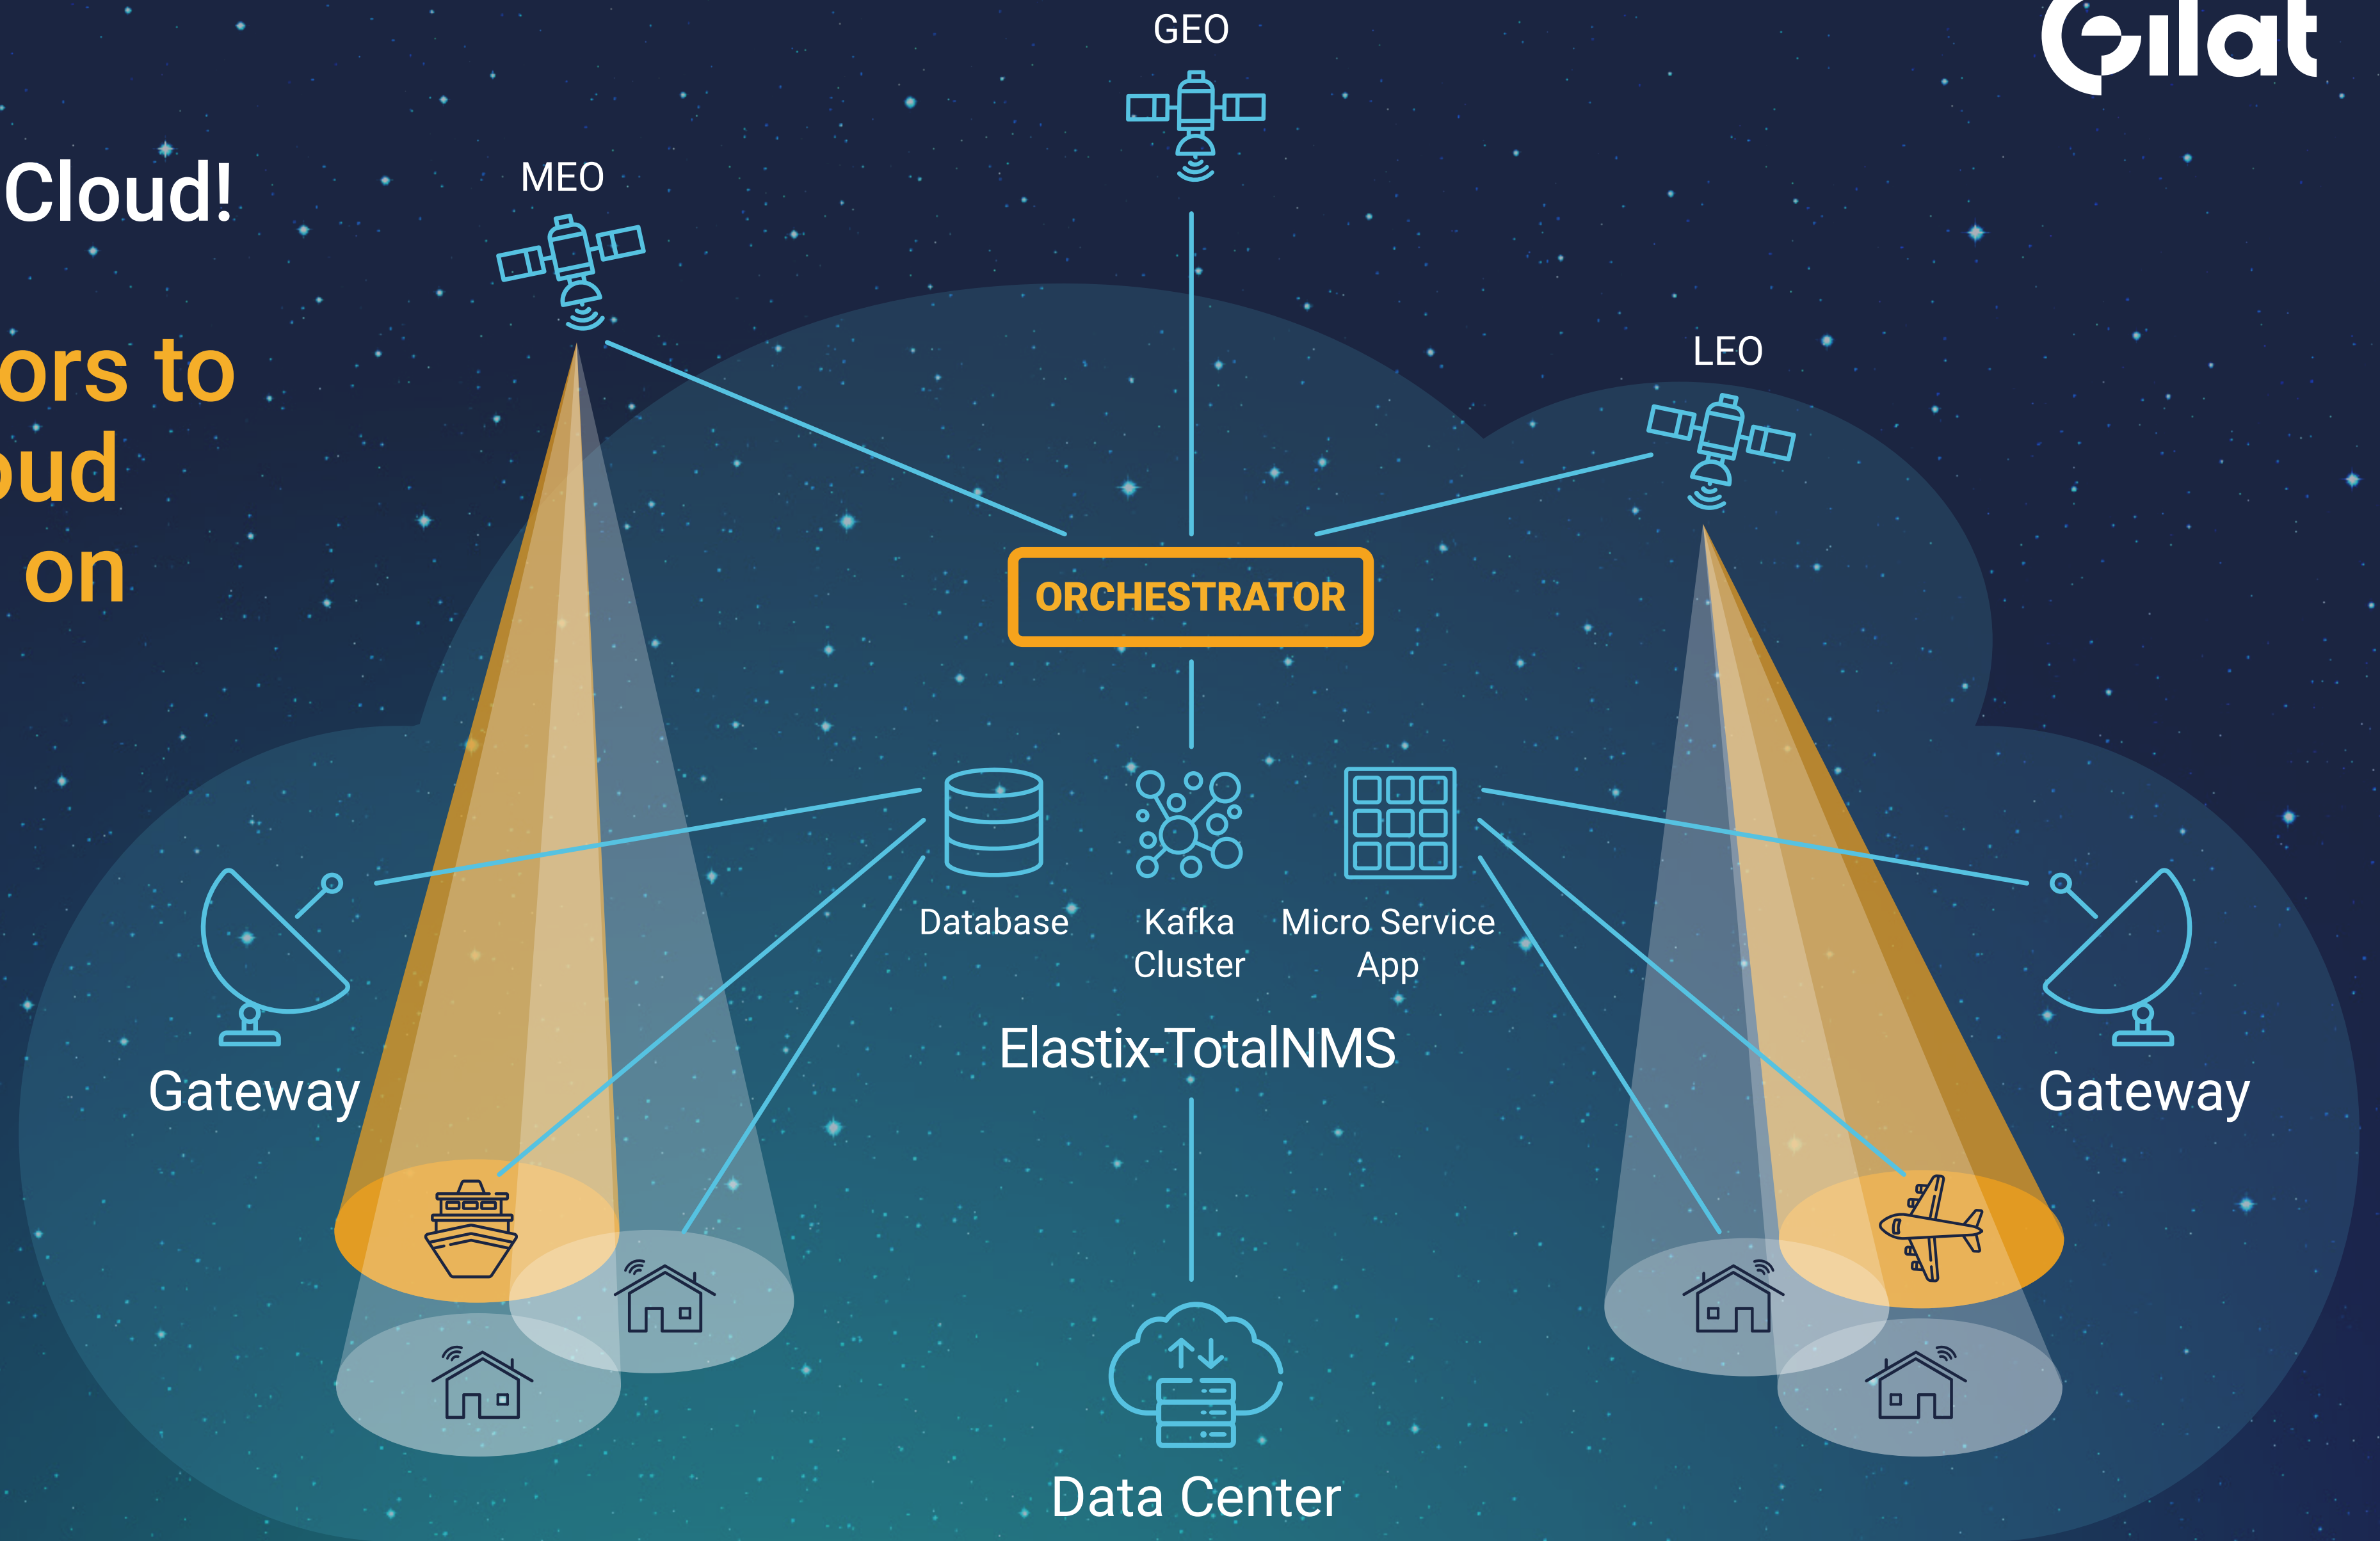 GEO
Gilat
Cloud!
MEO
ors to
LEO
oud
on
ORCHESTRATOR
Database
Kafka
Cluster
Micro Service
App
Elastix-TotalNMS
Gateway
Gateway
Data Center